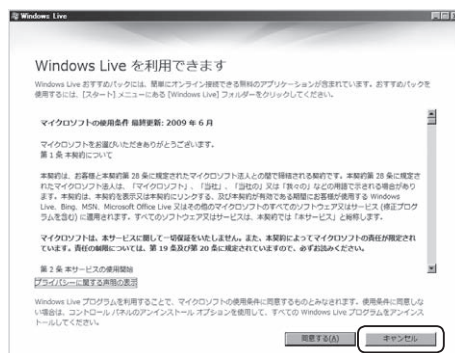 Windows Live
Windows Live を利用できます
Windows Live おすすめパックには、簡単にオンライン接続できる無料のアプリケーションが含まれています。おすすめパックを
使用するには、[スタート] メニューにある [Windows Live] フォルダーをクリックしてください。
マイクロソフトの使用条件 最終更新: 2009 年 6 月
マイクロソフトをお選びいただきありがとうございます。
第 1 条 本契約について
本契約は、お客様と本契約第 28 条に規定されたマイクロソフト法人との間で締結される契約です。本契約第 28 条に規定さ
れたマイクロソフト法人は、「マイクロソフト」、「当社」、「当社の」又は「我々の」などの用語で示される場合があり
ます。本契約は、本契約を表示又は本契約にリンクする、及び本契約が有効である期間にお客様が使用する Windows
Live、Bing、MSN、Microsoft Office Live 又はその他のマイクロソフトのすべてのソフトウェア又はサービス (修正プログ
ラムを含む) に適用されます。すべてのソフトウェア又はサービスは、本契約では「本サービス」と総称します。
マイクロソフトは、本サービスに関して一切保証をいたしません。また、本契約によってマイクロソフトの責任が限定され
ています。責任の制限については、第 19 条及び第 20 条に規定されていますので、必ずお読みください。
第 2 条 本サービスの使用開始
プライバシーに関する声明の表示
Windows Live プログラムを利用することで、マイクロソフトの使用条件に同意するものとみなされます。使用条件に同意しな
い場合は、コントロール パネルのアンインストール オプションを使用して、すべての Windows Live プログラムをアンインス
トールしてください。
同意する(A)
キャンセル